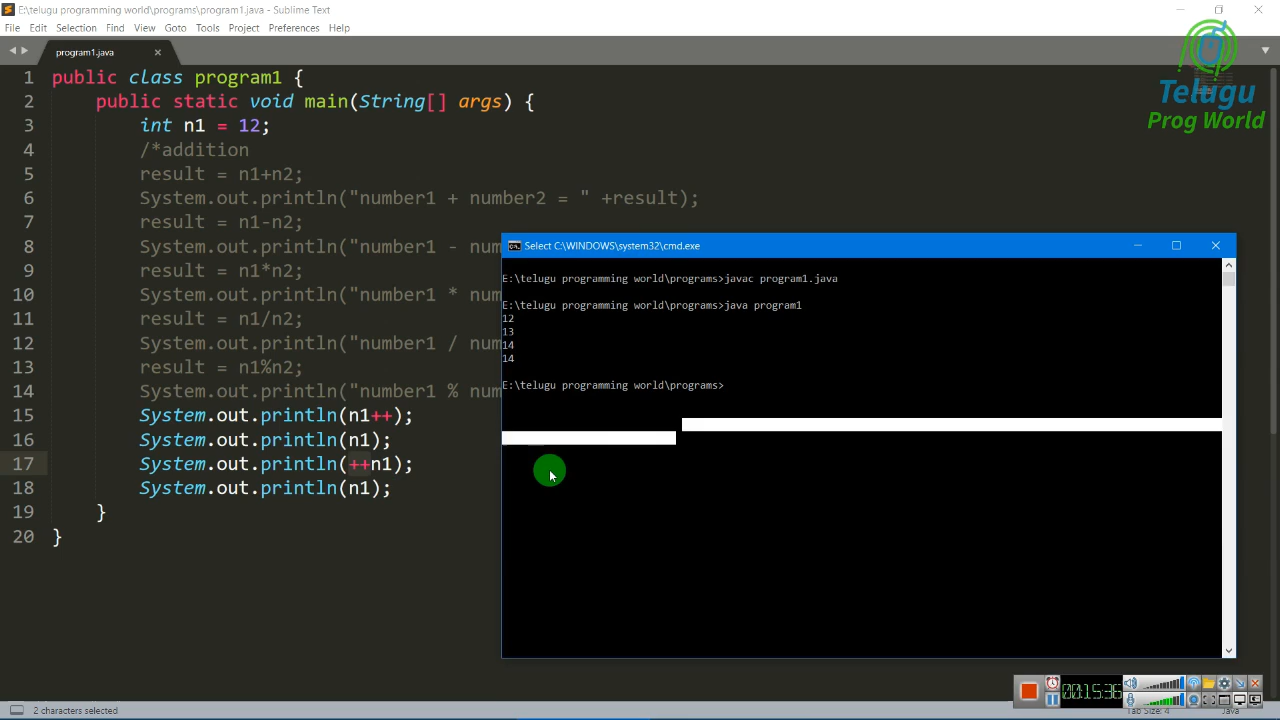 E:\telugu programming world\programs\program1.java - Sublime Text
File Edit Selection Find View Goto Tools Project Preferences Help
program1.java
Telugu
Prog World
1 public class program1 {
2 public static void main(String[] args) {
3 int n1 = 12;
4 /*addition
5 result = n1+n2;
6 System.out.println("number1 + number2 = " +result);
7 result = n1-n2;
8 System.out.println("number1 - num
9 result = n1*n2;
10 System.out.println("number1 * num
11 result = n1/n2;
12 System.out.println("number1 / num
13 result = n1%n2;
14 System.out.println("number1 % num
15 System.out.println(n1++);
16 System.out.println(n1);
17 System.out.println(++n1);
18 System.out.println(n1);
19 }
20 }
Select C:\WINDOWS\system32\cmd.exe
E:\telugu programming world\programs>javac program1.java
E:\telugu programming world\programs>java program1
12
13
14
14
E:\telugu programming world\programs>
00:15:36
2 characters selected
Tab Size: 4
Java